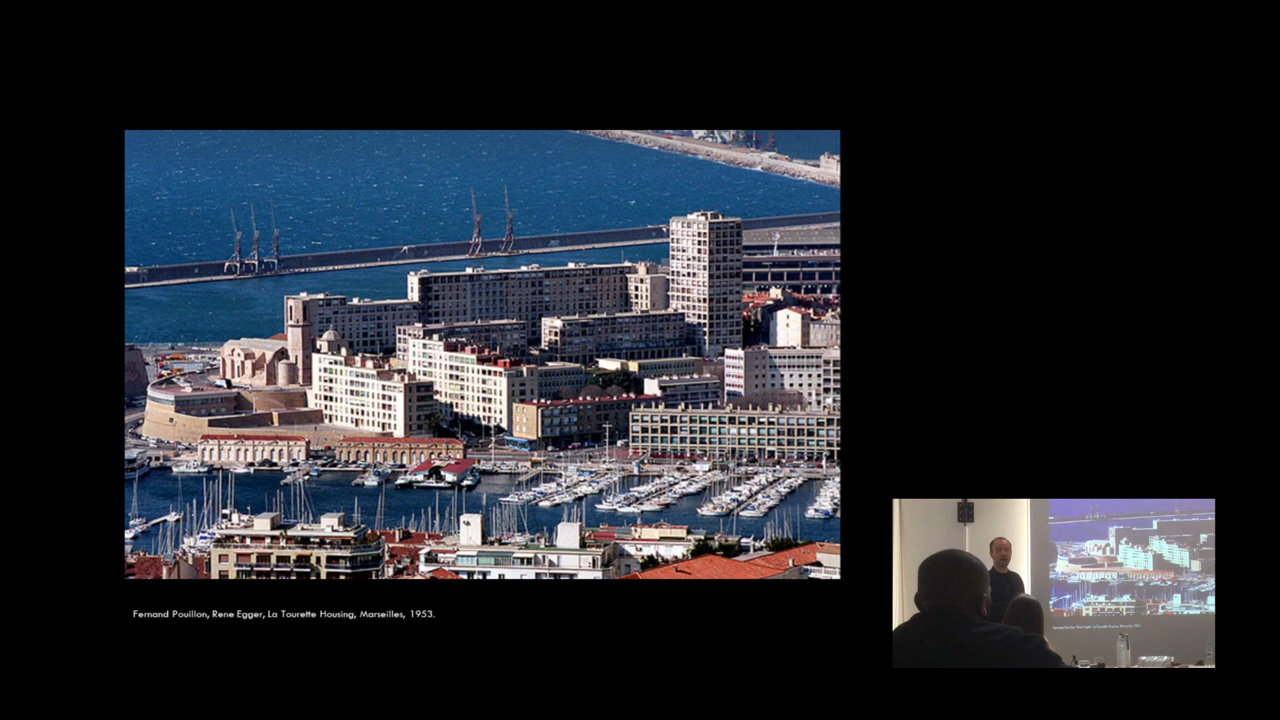 Fernand Pouillon, Rene Egger, La Tourette Housing, Marseilles, 1953.